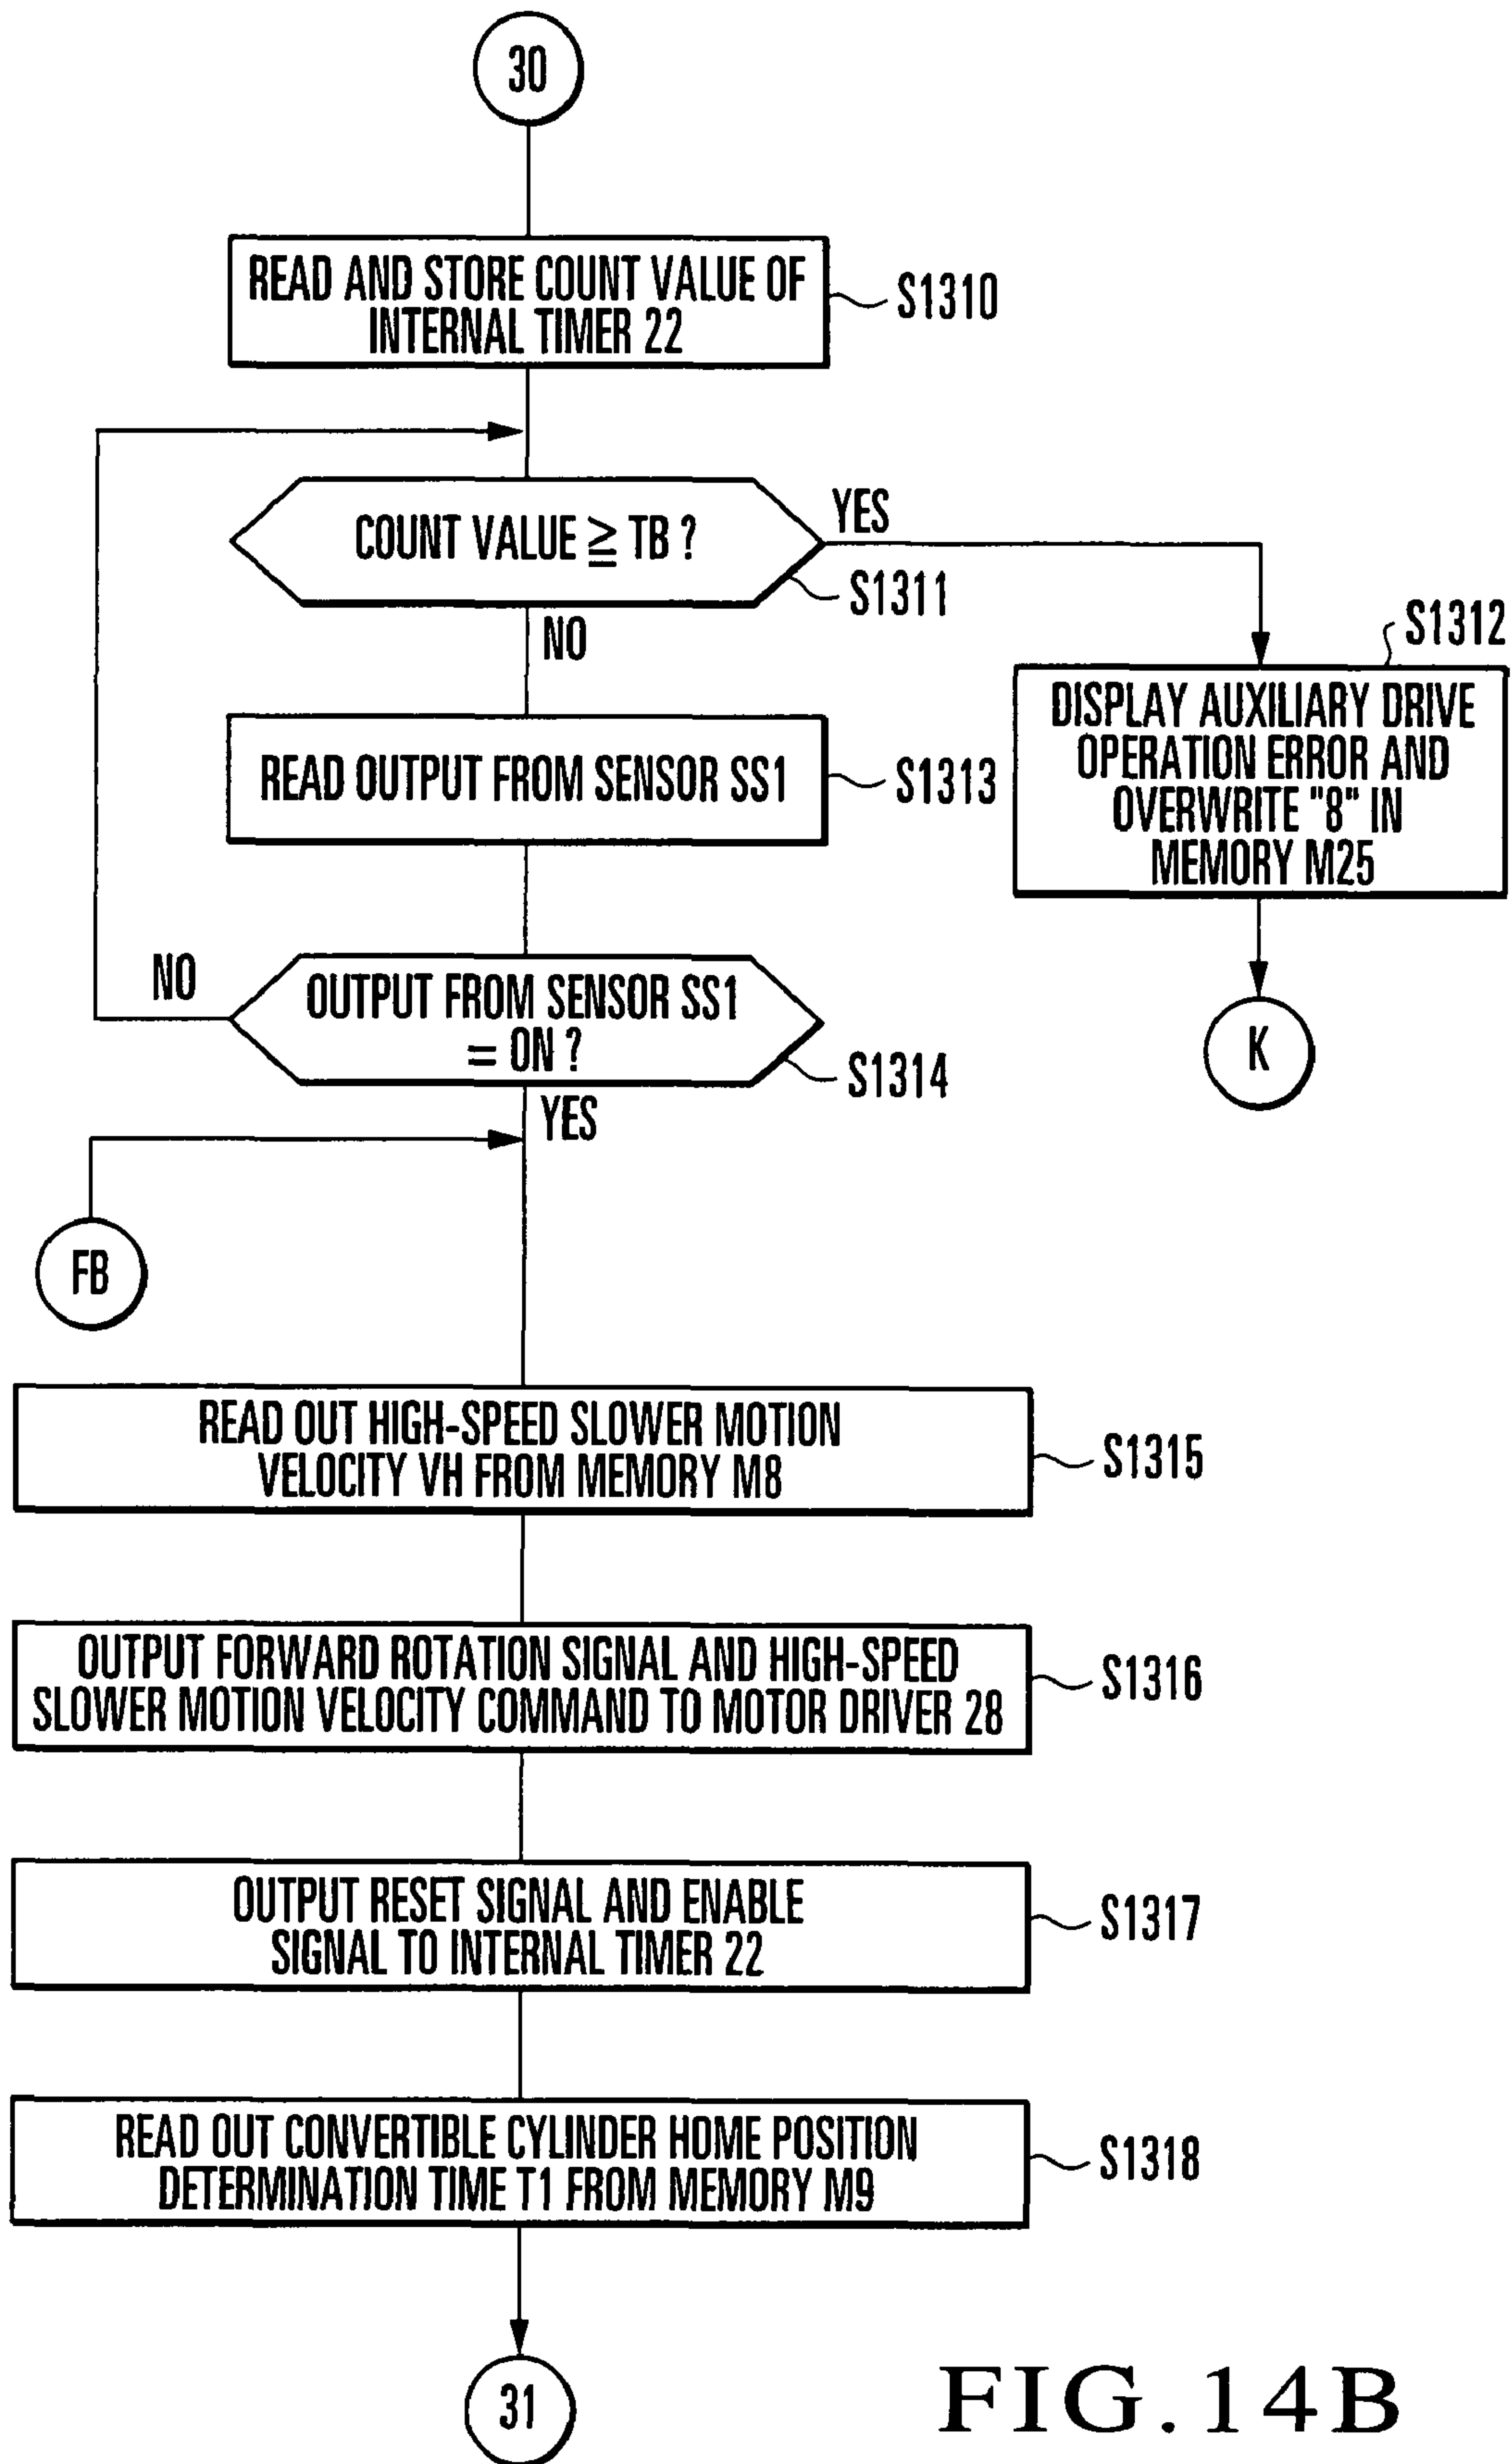 30
READ AND STORE COUNT VALUE OF
INTERNAL TIMER 22
S1310
COUNT VALUE ≧ TB ?
YES
S1311
NO
S1312
DISPLAY AUXILIARY DRIVE
OPERATION ERROR AND
OVERWRITE "8" IN
MEMORY M25
K
READ OUTPUT FROM SENSOR SS1
S1313
NO
OUTPUT FROM SENSOR SS1
= ON ?
S1314
YES
FB
READ OUT HIGH-SPEED SLOWER MOTION
VELOCITY VH FROM MEMORY M8
S1315
OUTPUT FORWARD ROTATION SIGNAL AND HIGH-SPEED
SLOWER MOTION VELOCITY COMMAND TO MOTOR DRIVER 28
S1316
OUTPUT RESET SIGNAL AND ENABLE
SIGNAL TO INTERNAL TIMER 22
S1317
READ OUT CONVERTIBLE CYLINDER HOME POSITION
DETERMINATION TIME T1 FROM MEMORY M9
S1318
31
FIG.14B